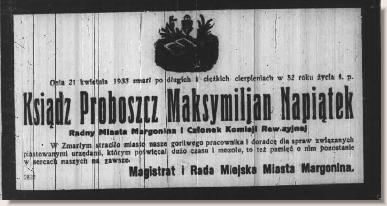 Dnia 21 kwietnia 1933 zmarł po długich i ciężkich cierpieniach w 52 roku życia ś. p.
Ksiądz Proboszcz Maksymiljan Napiątek
Radny Miasta Margonina i Członek Komisji Rewizyjnej
W Zmarłym straciło miasto nasze gorliwego pracownika i doradcę dla spraw związanych
piastowanymi urzędami, którym poświęcał dużo czasu i mozołu, to też pamięć o nim pozostanie
w sercach naszych na zawsze.
Magistrat i Rada Miejska Miasta Margonina.